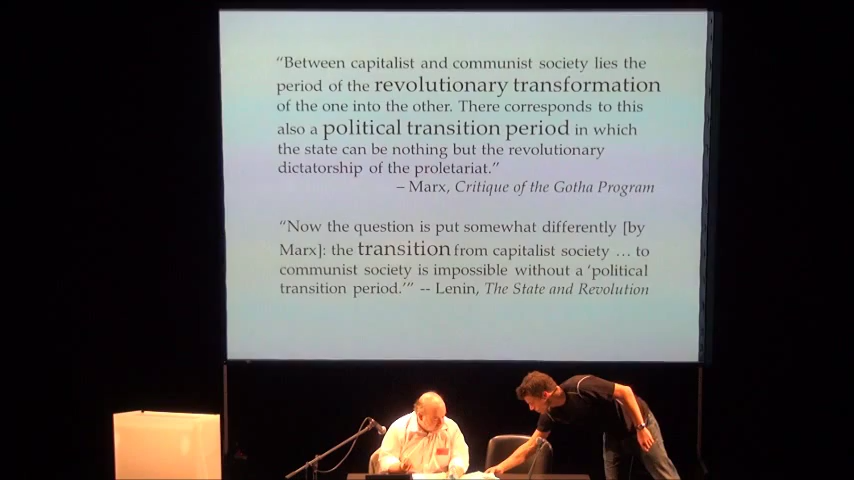 “Between capitalist and communist society lies the
period of the revolutionary transformation
of the one into the other. There corresponds to this
also a political transition period in which
the state can be nothing but the revolutionary
dictatorship of the proletariat.”
– Marx, Critique of the Gotha Program
“Now the question is put somewhat differently [by
Marx]: the transition from capitalist society … to
communist society is impossible without a ‘political
transition period.’” -- Lenin, The State and Revolution